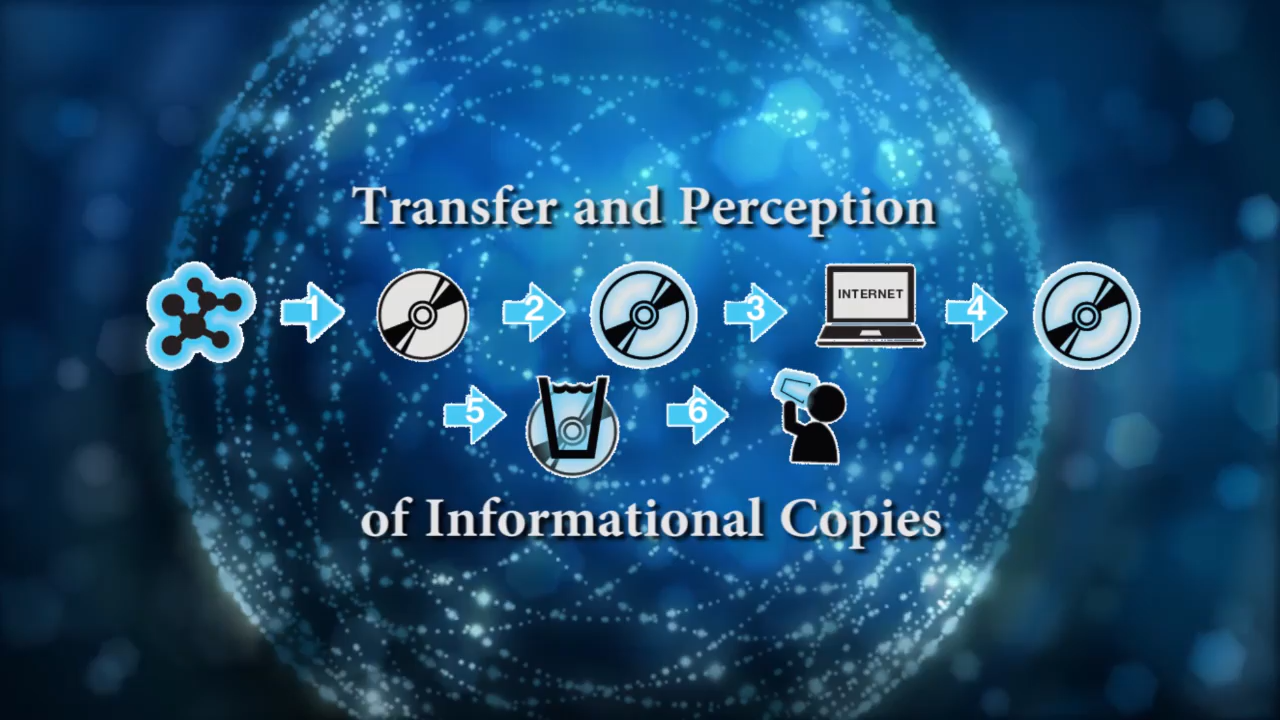 Transfer and Perception
1 2 3 INTERNET 4
5 6
of Informational Copies